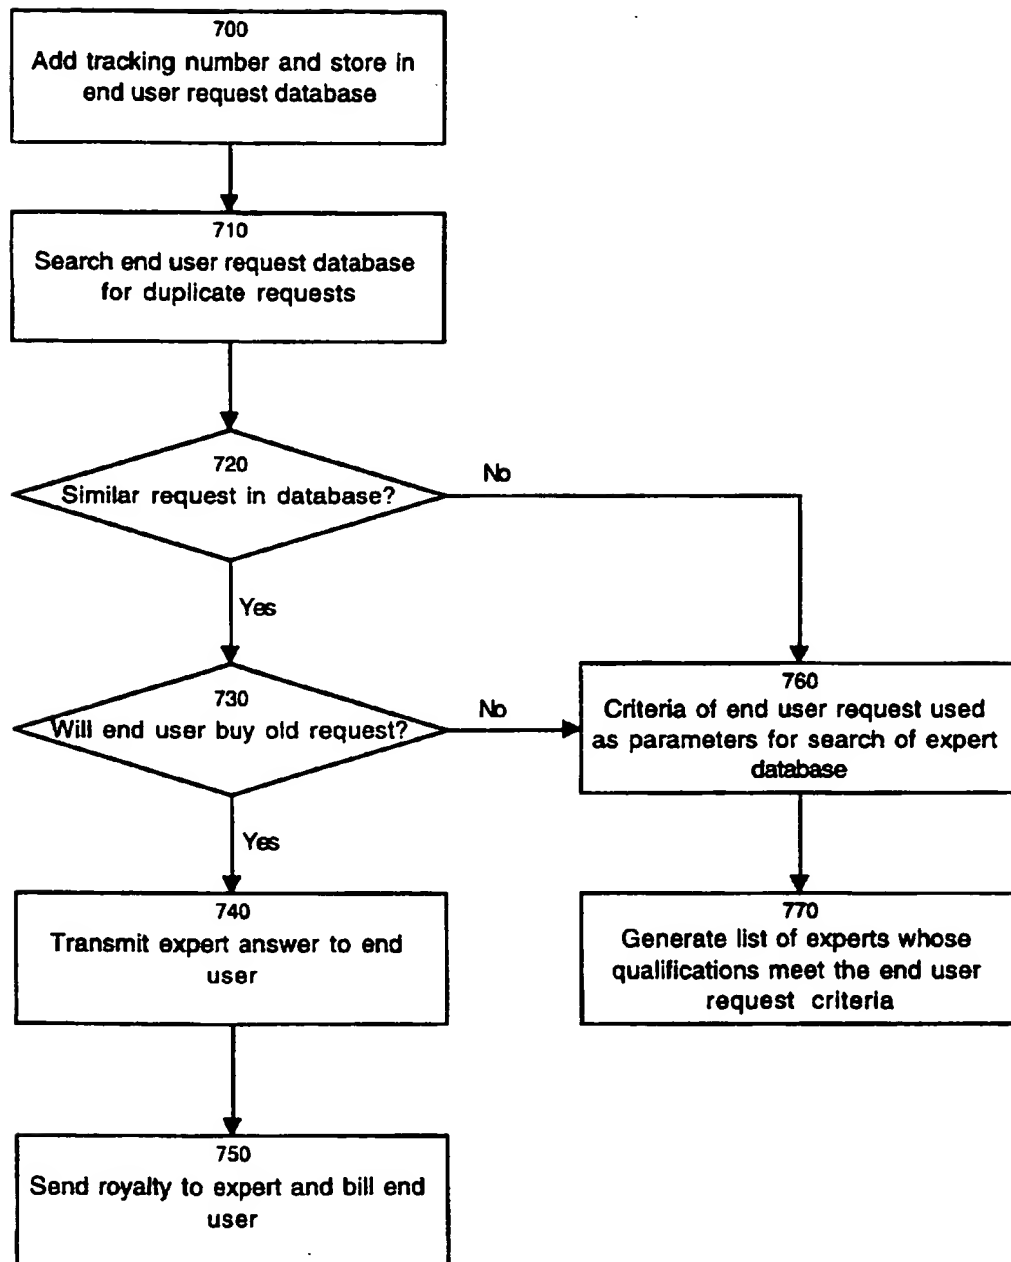 700
Add tracking number and store in
end user request database
710
Search end user request database
for duplicate requests
720
Similar request in database?
No
Yes
730
Will end user buy old request?
No
Yes
760
Criteria of end user request used
as parameters for search of expert
database
740
Transmit expert answer to end
user
770
Generate list of experts whose
qualifications meet the end user
request criteria
750
Send royalty to expert and bill end
user